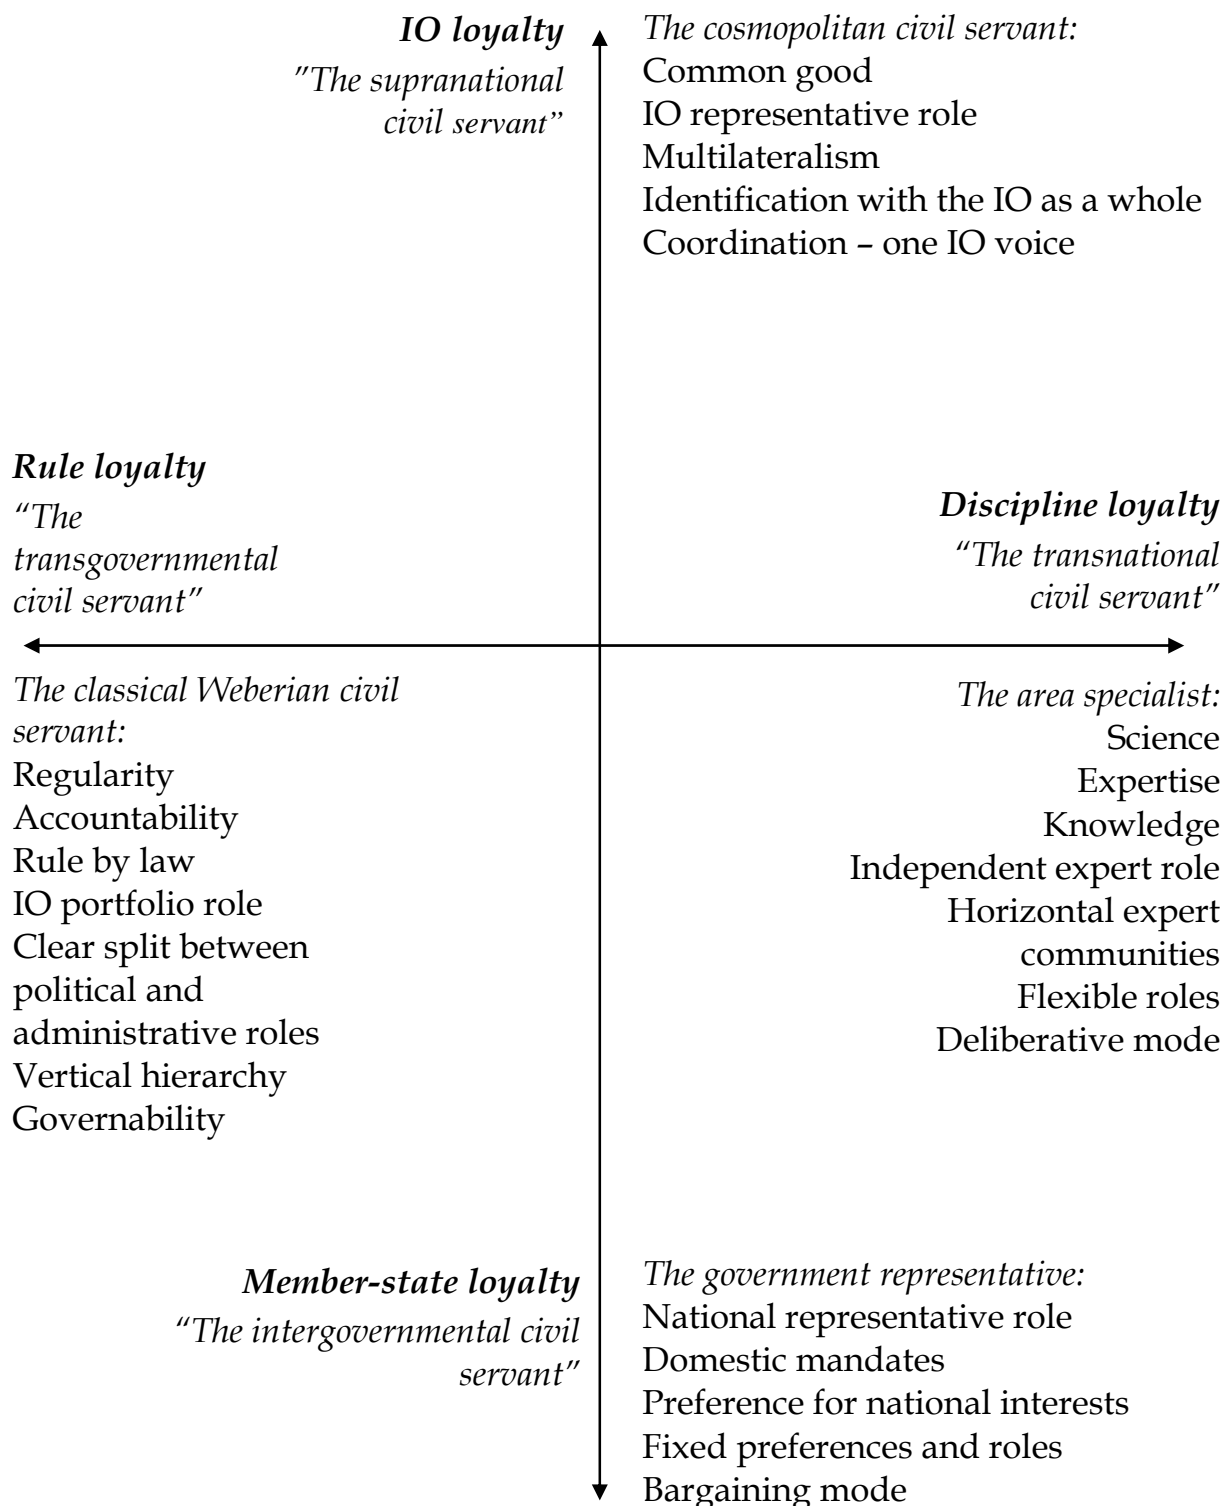 IO loyalty
"The supranational
civil servant"
The cosmopolitan civil servant:
Common good
IO representative role
Multilateralism
Identification with the IO as a whole
Coordination – one IO voice
Rule loyalty
"The
transgovernmental
civil servant"
Discipline loyalty
"The transnational
civil servant"
The classical Weberian civil
servant:
Regularity
Accountability
Rule by law
IO portfolio role
Clear split between
political and
administrative roles
Vertical hierarchy
Governability
The area specialist:
Science
Expertise
Knowledge
Independent expert role
Horizontal expert
communities
Flexible roles
Deliberative mode
Member-state loyalty
"The intergovernmental civil
servant"
The government representative:
National representative role
Domestic mandates
Preference for national interests
Fixed preferences and roles
Bargaining mode